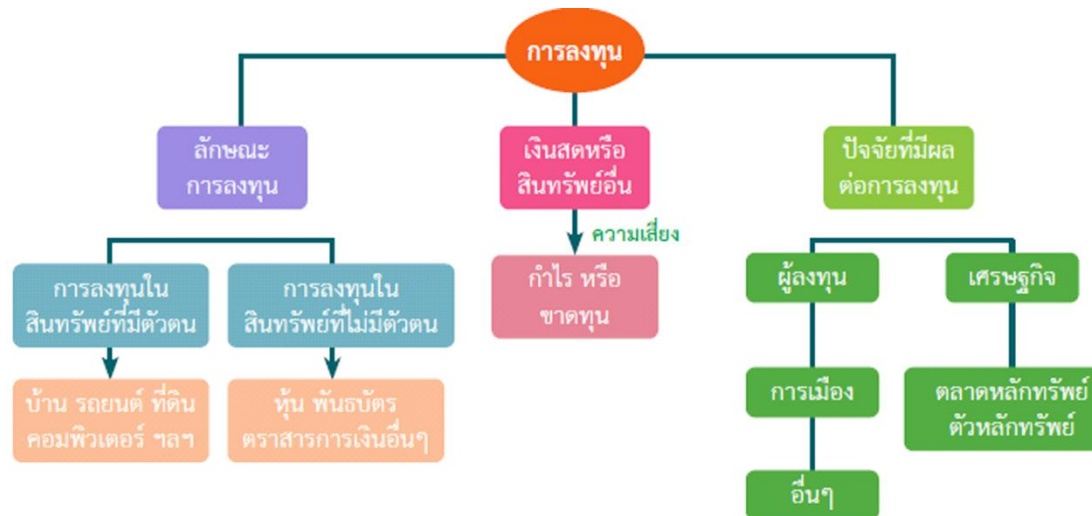 การลงทุน
ลักษณะ
การลงทุน
เงินสดหรือ
สินทรัพย์อื่น
ปัจจัยที่มีผล
ต่อการลงทุน
ความเสี่ยง
การลงทุนใน
สินทรัพย์ที่มีตัวตน
การลงทุนใน
สินทรัพย์ที่ไม่มีตัวตน
กำไร หรือ
ขาดทุน
ผู้ลงทุน
เศรษฐกิจ
บ้าน รถยนต์ ที่ดิน
คอมพิวเตอร์ ฯลฯ
หุ้น พันธบัตร
ตราสารการเงินอื่นๆ
การเมือง
ตลาดหลักทรัพย์
ตัวหลักทรัพย์
อื่นๆ